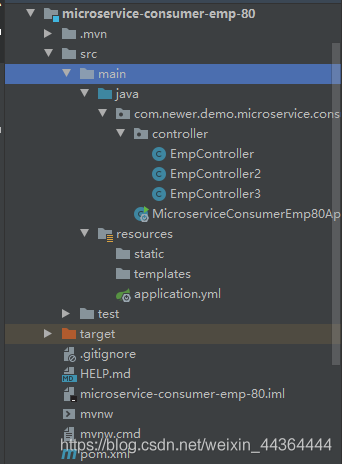 microservice-consumer-emp-80
.mvn
src
main
java
com.newer.demo.microservice.cons
controller
EmpController
EmpController2
EmpController3
MicroserviceConsumerEmp80Ap
resources
static
templates
application.yml
test
target
.gitignore
HELP.md
microservice-consumer-emp-80.iml
mvnw
mvnw.cmd
https://blog.csdn.net/weixin_44364444
pom.xml